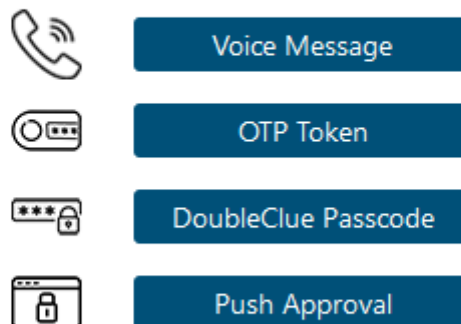 Voice Message
OTP Token
DoubleClue Passcode
Push Approval